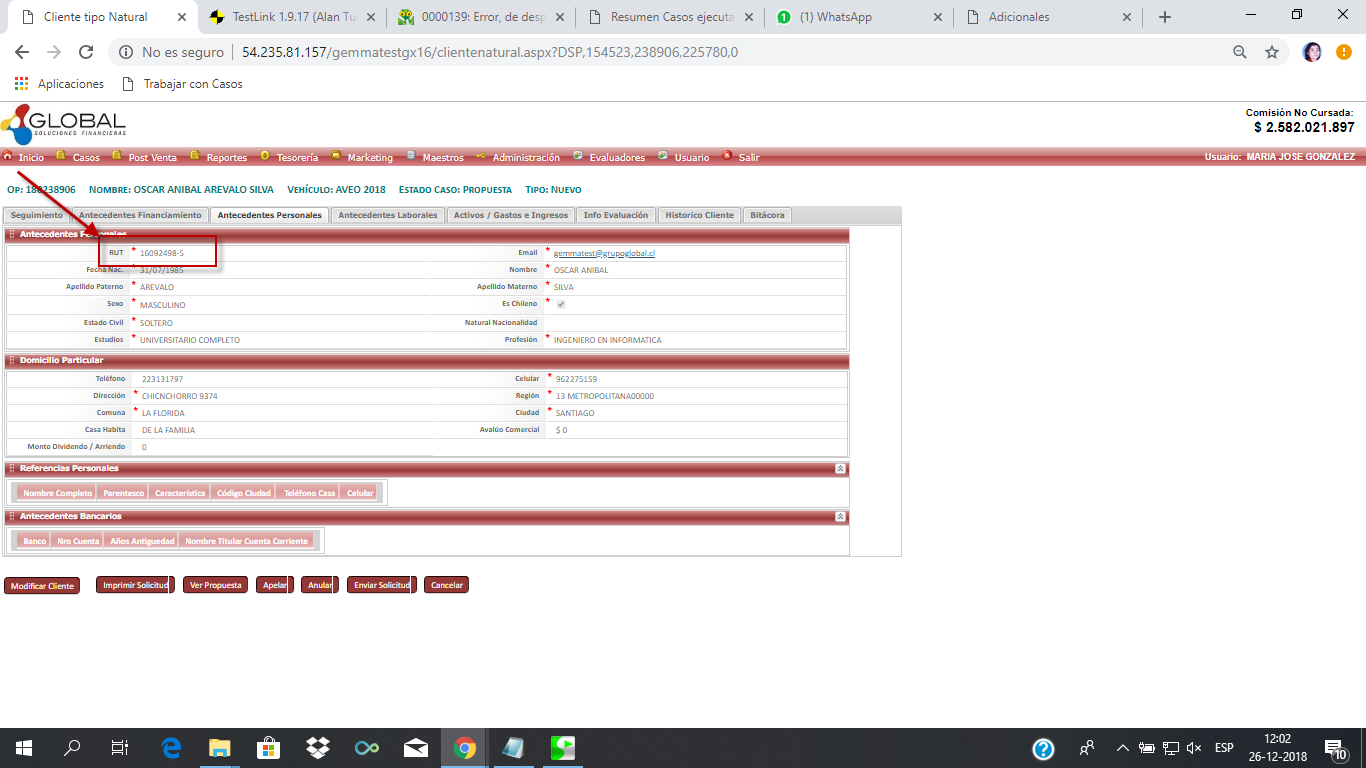 Cliente tipo Natural
TestLink 1.9.17 (Alan Tu
0000139: Error, de desp
Resumen Casos ejecuta
(1) WhatsApp
Adicionales
No es seguro | 54.235.81.157/gemmatestgx16/clientenatural.aspx?DSP,154523,238906,225780,0
Aplicaciones Trabajar con Casos
GLOBAL
SOLUCIONES FINANCIERAS
Comisión No Cursada:
$ 2.582.021.897
Inicio Casos Post Venta Reportes Tesorería Marketing Maestros Administración Evaluadores Usuario Salir Usuario: MARIA JOSE GONZALEZ
OP: 180238906 NOMBRE: OSCAR ANIBAL AREVALO SILVA VEHÍCULO: AVEO 2018 ESTADO CASO: PROPUESTA TIPO: NUEVO
Seguimiento Antecedentes Financiamiento Antecedentes Personales Antecedentes Laborales Activos / Gastos e Ingresos Info Evaluación Historico Cliente Bitácora
Antecedentes Personales
RUT * 16092498-5 Email * gemmatest@grupoglobal.cl
Fecha Nac. * 31/07/1985 Nombre * OSCAR ANIBAL
Apellido Paterno * AREVALO Apellido Materno * SILVA
Sexo * MASCULINO Es Chileno *
Estado Civil * SOLTERO Natural Nacionalidad
Estudios * UNIVERSITARIO COMPLETO Profesión * INGENIERO EN INFORMATICA
Domicilio Particular
Teléfono 223131797 Celular * 962275159
Dirección * CHICNCHORRO 9374 Región * 13 METROPOLITANA00000
Comuna * LA FLORIDA Ciudad * SANTIAGO
Casa Habita DE LA FAMILIA Avalúo Comercial $ 0
Monto Dividendo / Arriendo 0
Referencias Personales
Nombre Completo Parentesco Característica Código Ciudad Teléfono Casa Celular
Antecedentes Bancarios
Banco Nro Cuenta Años Antiguedad Nombre Titular Cuenta Corriente
Modificar Cliente Imprimir Solicitud Ver Propuesta Apelar Anular Enviar Solicitud Cancelar
ESP
12:02
26-12-2018
10